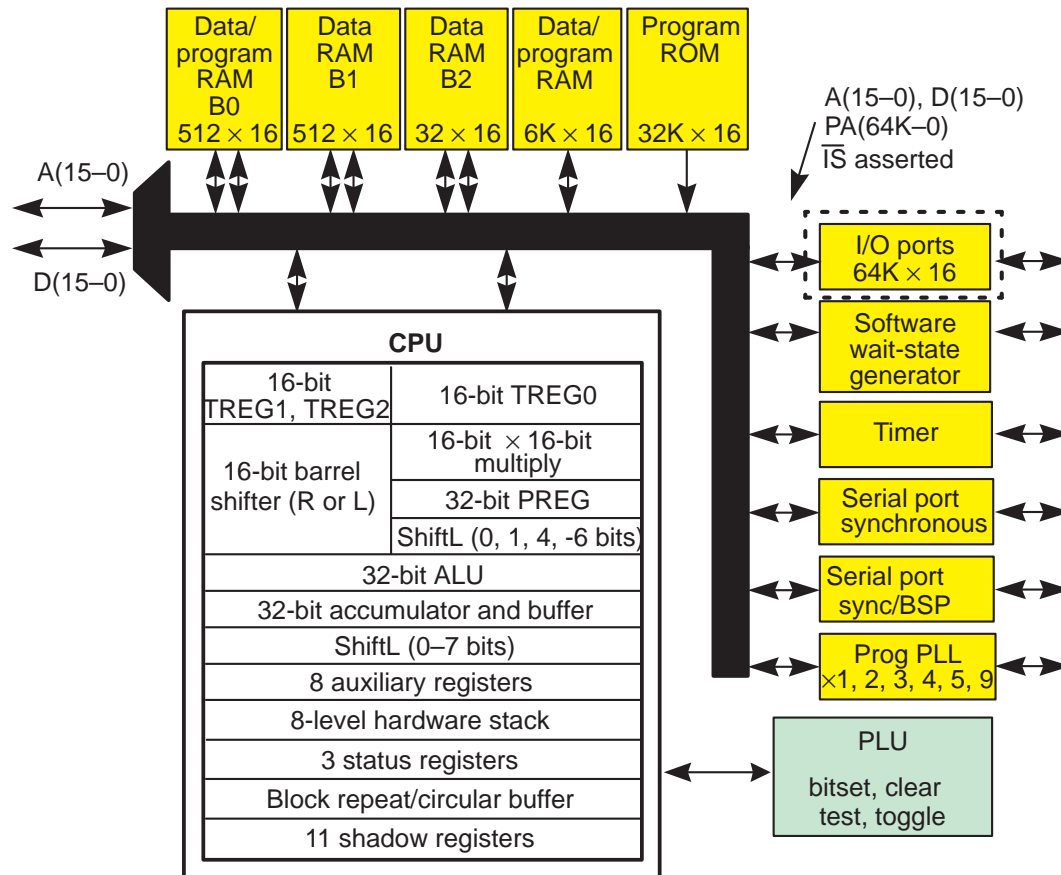 Data/
program
RAM
B0
512 × 16
Data
RAM
B1
512 × 16
Data
RAM
B2
32 × 16
Data/
program
RAM
6K × 16
Program
ROM
32K × 16
A(15–0), D(15–0)
PA(64K–0)
I̅S̅ asserted
A(15–0)
D(15–0)
I/O ports
64K × 16
Software
wait-state
generator
Timer
Serial port
synchronous
Serial port
sync/BSP
Prog PLL
×1, 2, 3, 4, 5, 9
CPU
16-bit
TREG1, TREG2
16-bit TREG0
16-bit barrel
shifter (R or L)
16-bit × 16-bit
multiply
32-bit PREG
ShiftL (0, 1, 4, -6 bits)
32-bit ALU
32-bit accumulator and buffer
ShiftL (0–7 bits)
8 auxiliary registers
8-level hardware stack
3 status registers
Block repeat/circular buffer
11 shadow registers
PLU
bitset, clear
test, toggle